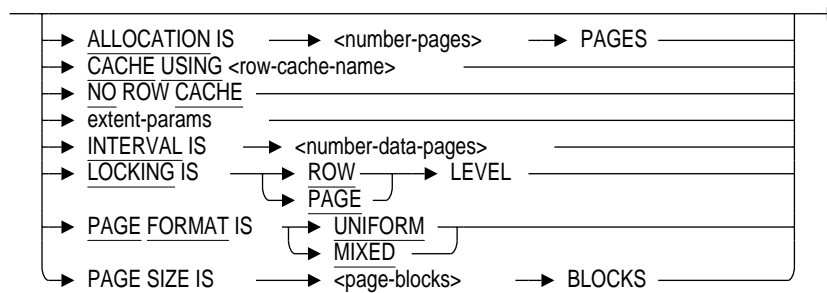 ALLOCATION IS <number-pages> PAGES
CACHE USING <row-cache-name>
NO ROW CACHE
extent-params
INTERVAL IS <number-data-pages>
LOCKING IS ROW LEVEL
PAGE
PAGE FORMAT IS UNIFORM
MIXED
PAGE SIZE IS <page-blocks> BLOCKS